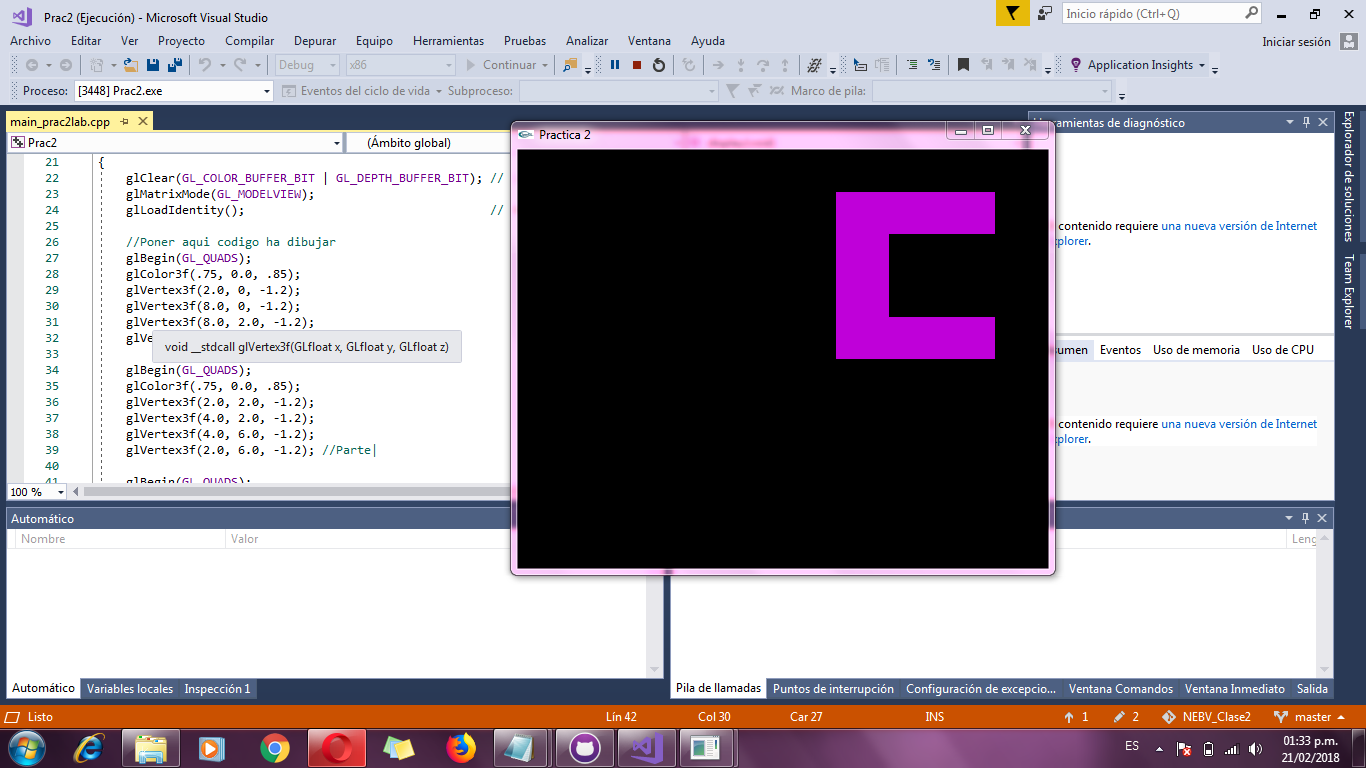 Prac2 (Ejecución) - Microsoft Visual Studio
Inicio rápido (Ctrl+Q)
Archivo Editar Ver Proyecto Compilar Depurar Equipo Herramientas Pruebas Analizar Ventana Ayuda
Iniciar sesión
Debug x86 Continuar Application Insights
Proceso: [3448] Prac2.exe Eventos del ciclo de vida Subproceso: Marco de pila:
main_prac2lab.cpp
Prac2 (Ámbito global)
21 {
22 glClear(GL_COLOR_BUFFER_BIT | GL_DEPTH_BUFFER_BIT); //
23 glMatrixMode(GL_MODELVIEW);
24 glLoadIdentity(); //
25
26 //Poner aqui codigo ha dibujar
27 glBegin(GL_QUADS);
28 glColor3f(.75, 0.0, .85);
29 glVertex3f(2.0, 0, -1.2);
30 glVertex3f(8.0, 0, -1.2);
31 glVertex3f(8.0, 2.0, -1.2);
32 glVe
void __stdcall glVertex3f(GLfloat x, GLfloat y, GLfloat z)
33
34 glBegin(GL_QUADS);
35 glColor3f(.75, 0.0, .85);
36 glVertex3f(2.0, 2.0, -1.2);
37 glVertex3f(4.0, 2.0, -1.2);
38 glVertex3f(4.0, 6.0, -1.2);
39 glVertex3f(2.0, 6.0, -1.2); //Parte
40
41 glBegin(GL_QUADS);
100 %
Practica 2
rramientas de diagnóstico
contenido requiere una nueva versión de Internet
xplorer.
umen Eventos Uso de memoria Uso de CPU
contenido requiere una nueva versión de Internet
xplorer.
Explorador de soluciones
Team Explorer
Automático
Nombre Valor
Leng
Automático Variables locales Inspección 1
Pila de llamadas Puntos de interrupción Configuración de excepcio... Ventana Comandos Ventana Inmediato Salida
Listo Lín 42 Col 30 Car 27 INS 1 2 NEBV_Clase2 master
ES 01:33 p.m.
21/02/2018